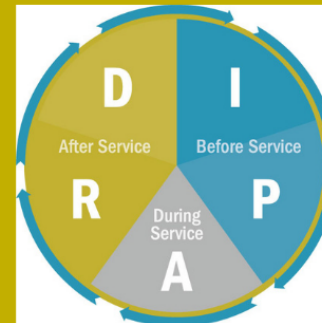 D I
After Service Before Service
R P
During
Service
A